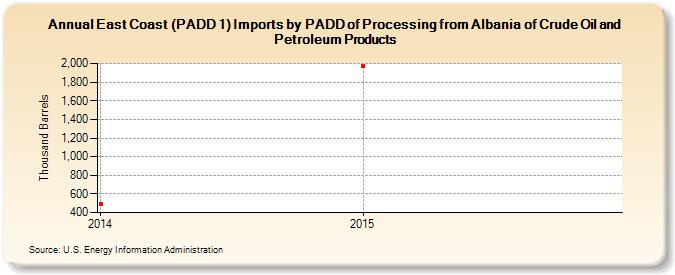 Annual East Coast (PADD 1) Imports by PADD of Processing from Albania of Crude Oil and
Petroleum Products
Thousand Barrels
2,000
1,800
1,600
1,400
1,200
1,000
800
600
400
2014
2015
Source: U.S. Energy Information Administration